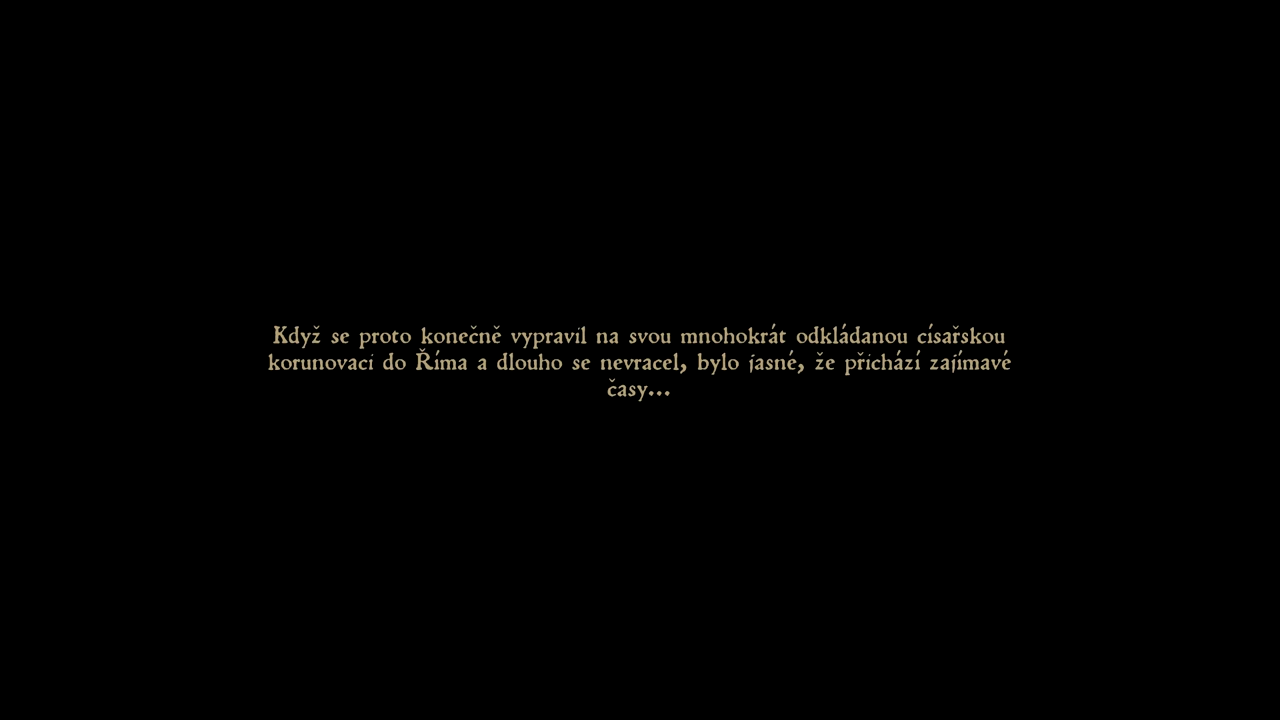 Když se proto konečně vypravil na svou mnohokrát odkládanou císařskou
korunovaci do Říma a dlouho se nevracel, bylo jasné, že přichází zajímavé
časy...